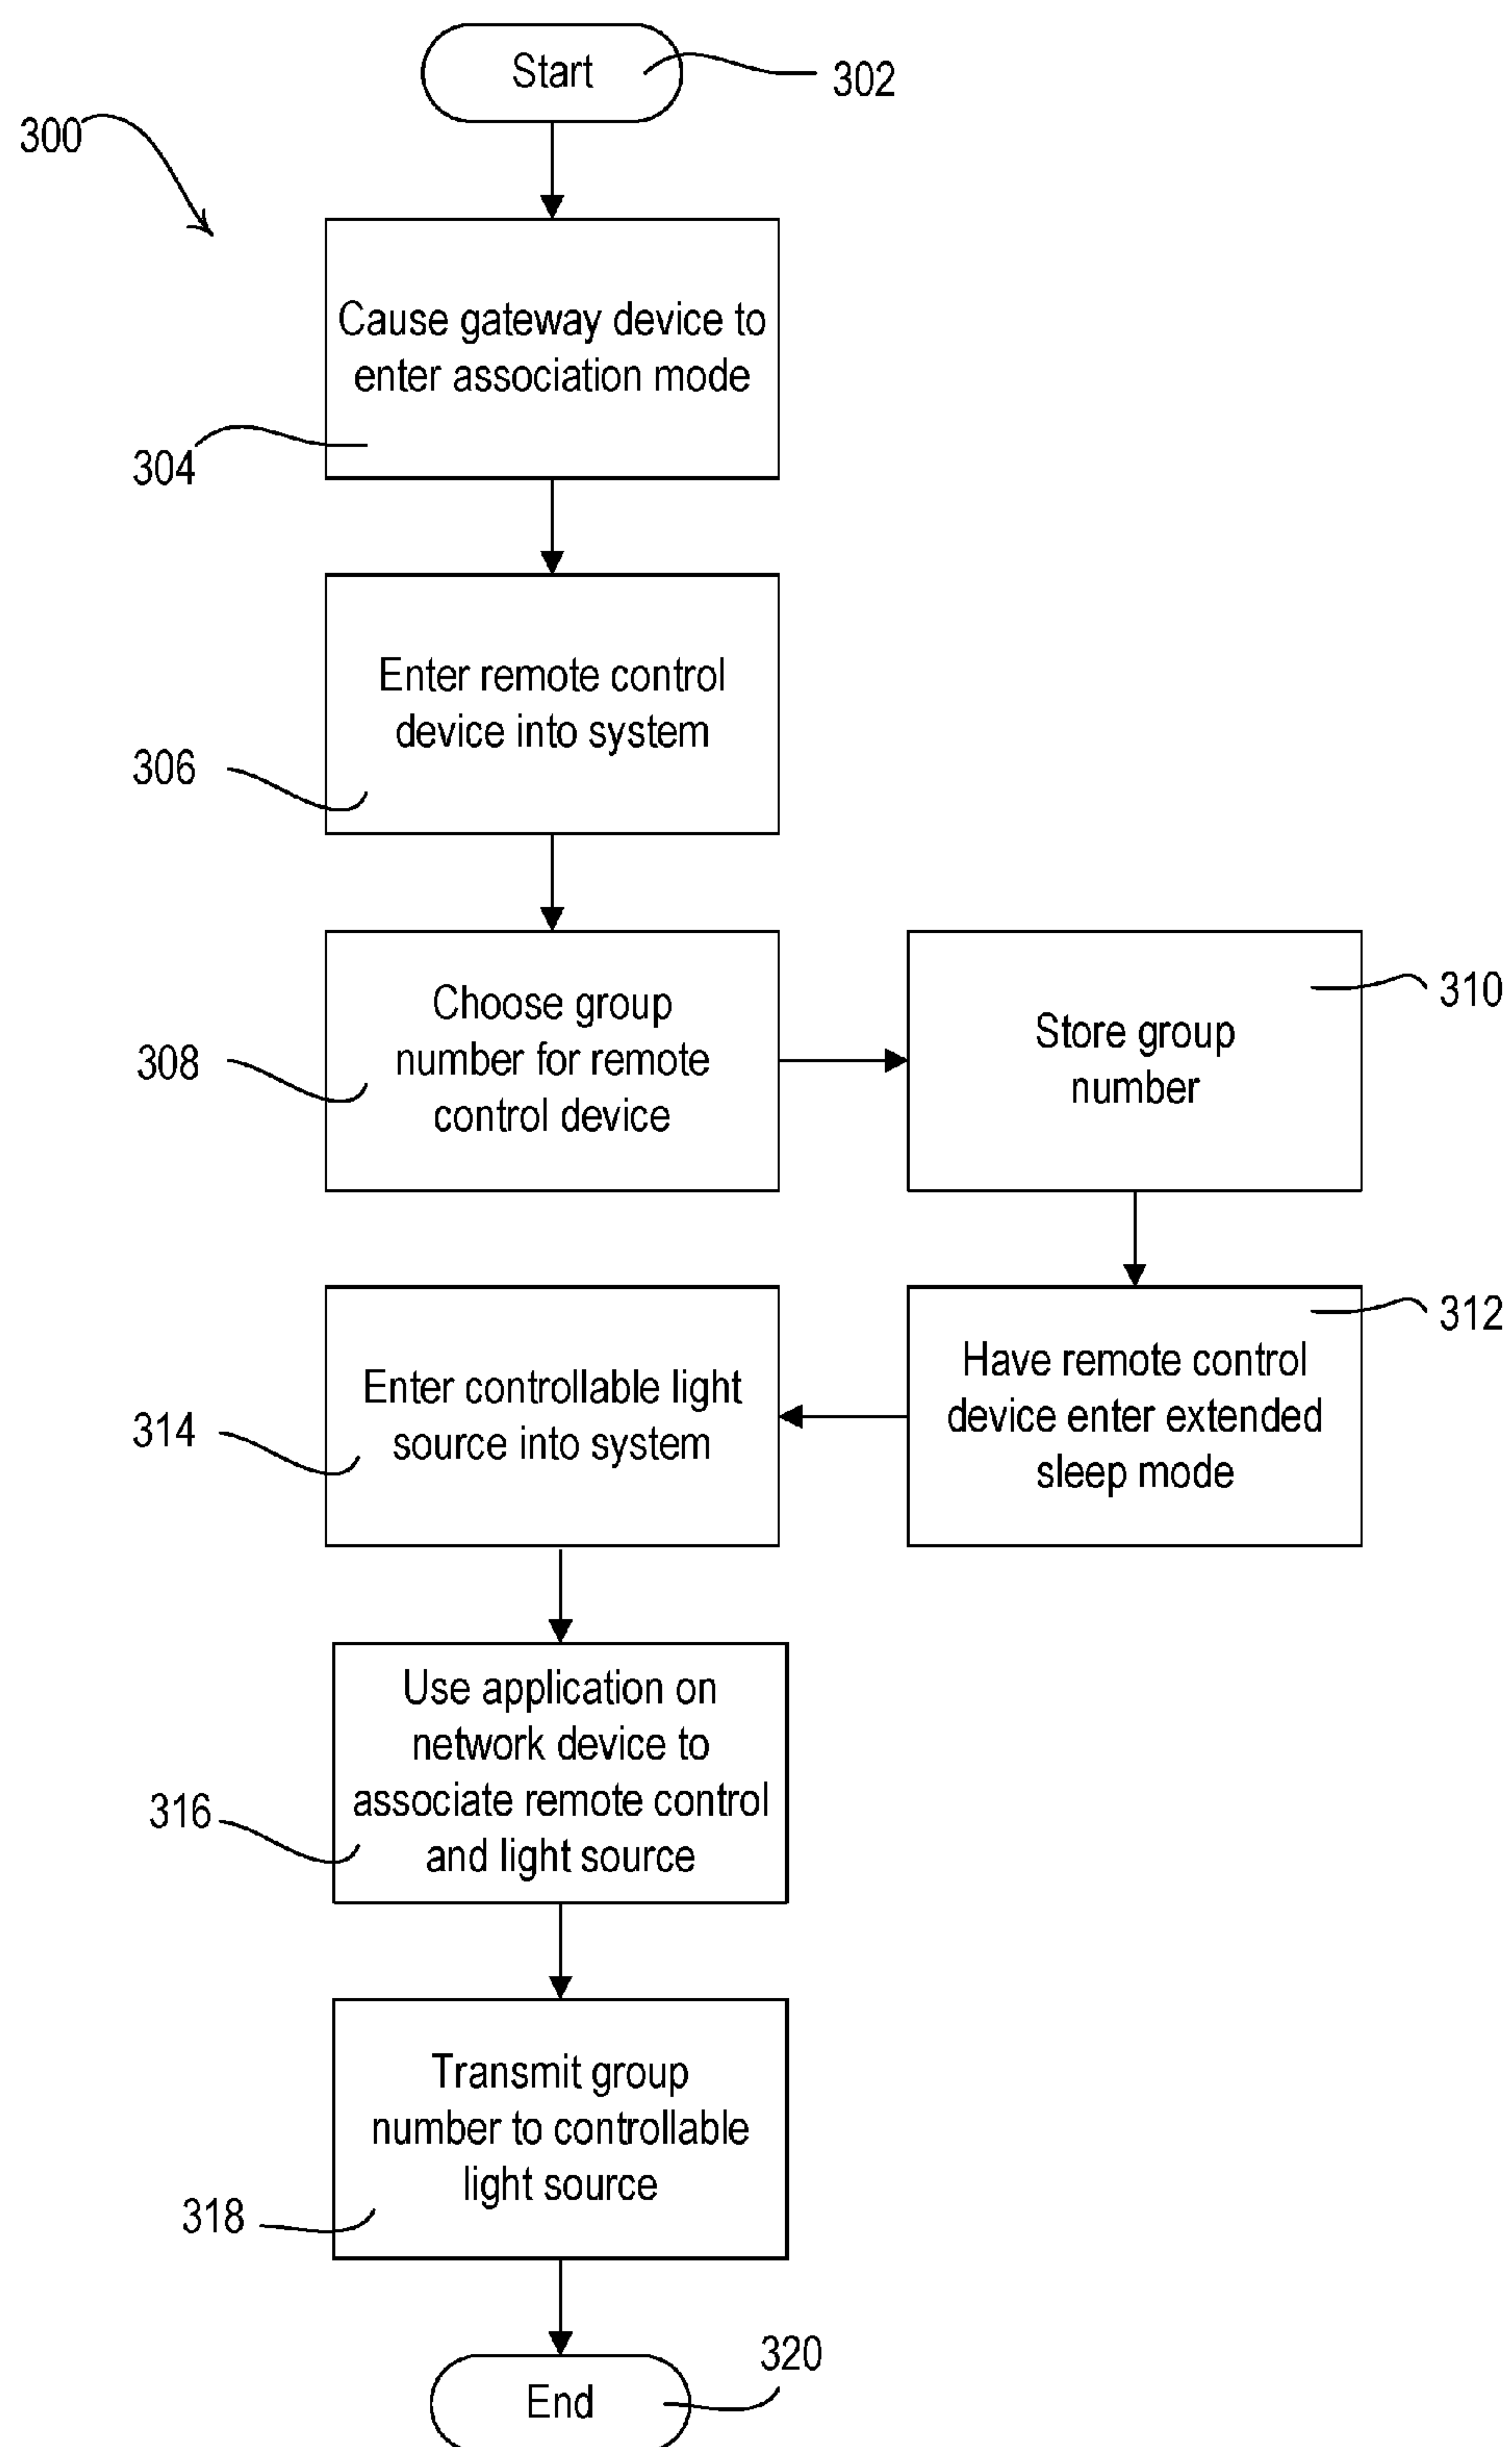 Start
302
300
Cause gateway device to
enter association mode
304
Enter remote control
device into system
306
Choose group
number for remote
control device
308
Store group
number
310
Have remote control
device enter extended
sleep mode
312
Enter controllable light
source into system
314
Use application on
network device to
associate remote control
and light source
316
Transmit group
number to controllable
light source
318
320
End